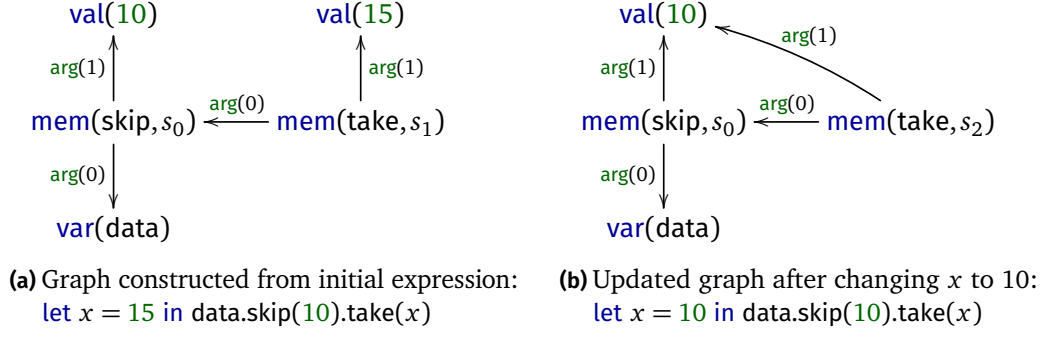 val(10) val(15) val(10)
arg(1) arg(1) arg(1) arg(1)
mem(skip, s₀) arg(0) mem(take, s₁) mem(skip, s₀) arg(0) mem(take, s₂)
arg(0) arg(0)
var(data) var(data)
(a) Graph constructed from initial expression:
let x = 15 in data.skip(10).take(x)
(b) Updated graph after changing x to 10:
let x = 10 in data.skip(10).take(x)